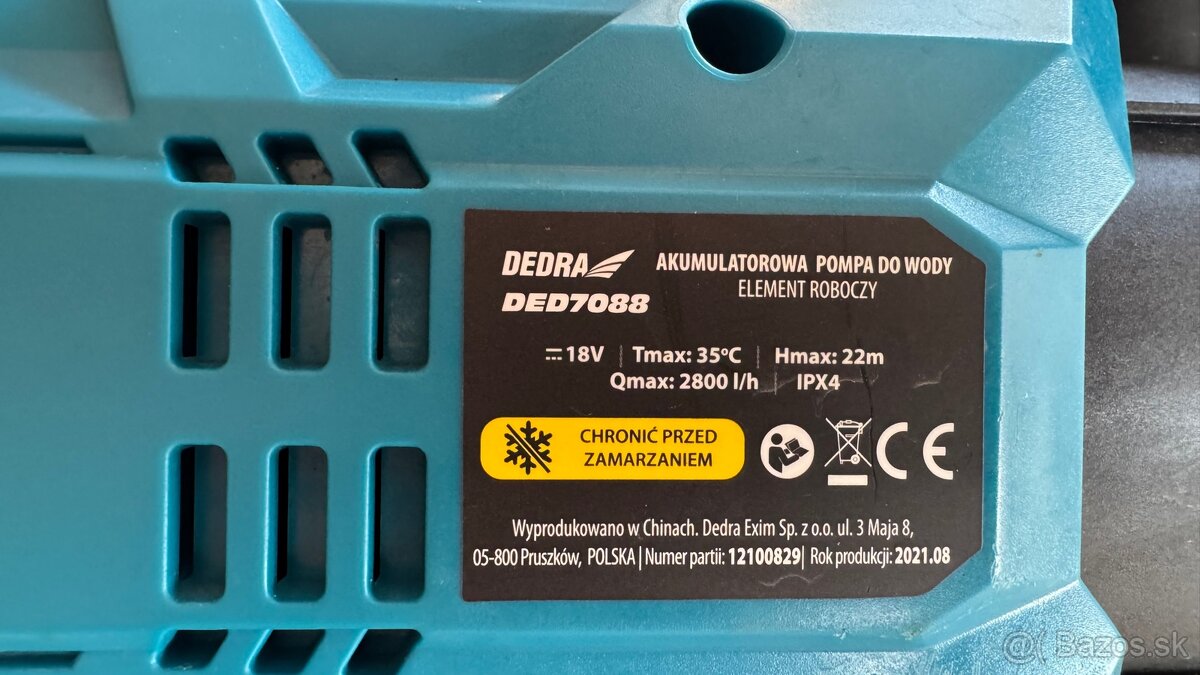 DEDRA
DED7088
AKUMULATOROWA POMPA DO WODY
ELEMENT ROBOCZY
18V | Tmax: 35ºC | Hmax: 22m
Qmax: 2800 l/h | IPX4
CHRONIĆ PRZED
ZAMARZANIEM
CE
Wyprodukowano w Chinach. Dedra Exim Sp. z o.o. ul. 3 Maja 8,
05-800 Pruszków, POLSKA | Numer partii: 12100829 | Rok produkcji: 2021.08
Bazos.sk